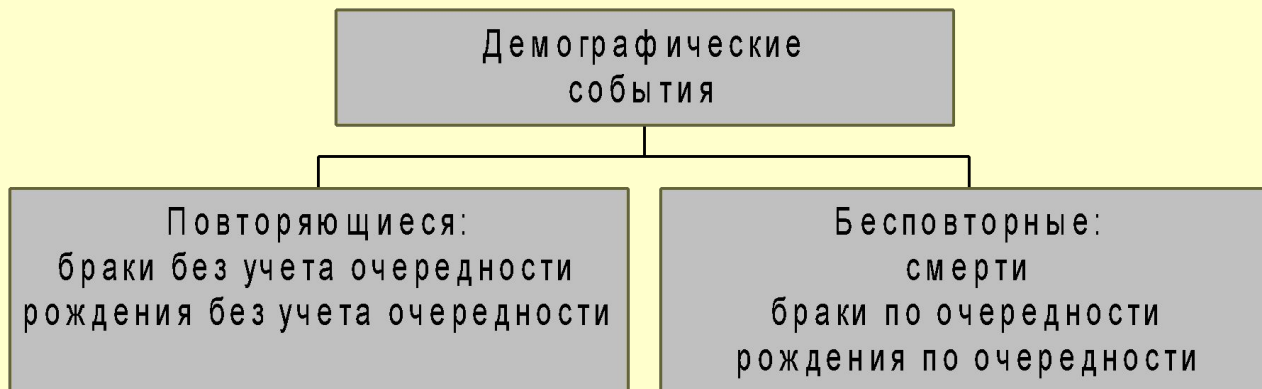 Демографические
события
Повторяющиеся:
браки без учета очередности
рождения без учета очередности
Бесповторные:
смерти
браки по очередности
рождения по очередности